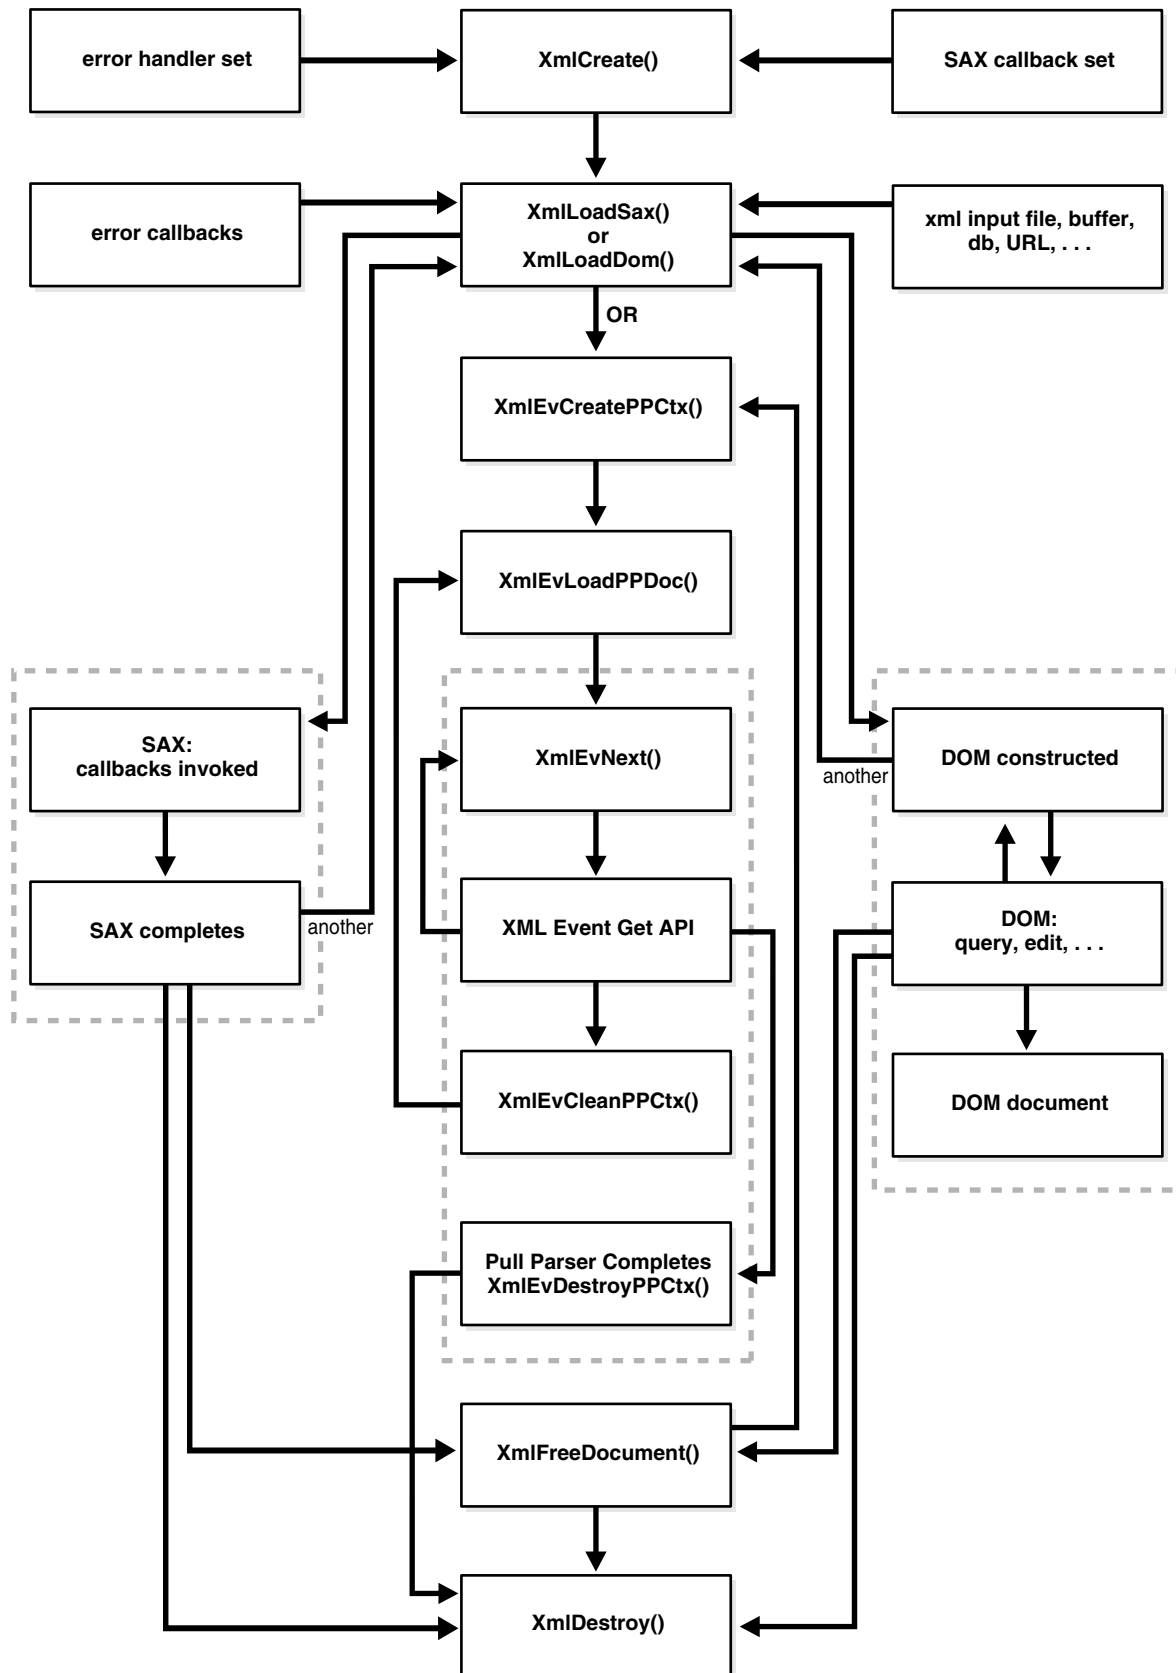 error handler set
XmlCreate()
SAX callback set
error callbacks
XmlLoadSax()
or
XmlLoadDom()
xml input file, buffer,
db, URL, . . .
OR
XmlEvCreatePPCtx()
XmlEvLoadPPDoc()
SAX:
callbacks invoked
XmlEvNext()
DOM constructed
another
SAX completes
another
XML Event Get API
DOM:
query, edit, . . .
XmlEvCleanPPCtx()
DOM document
Pull Parser Completes
XmlEvDestroyPPCtx()
XmlFreeDocument()
XmlDestroy()